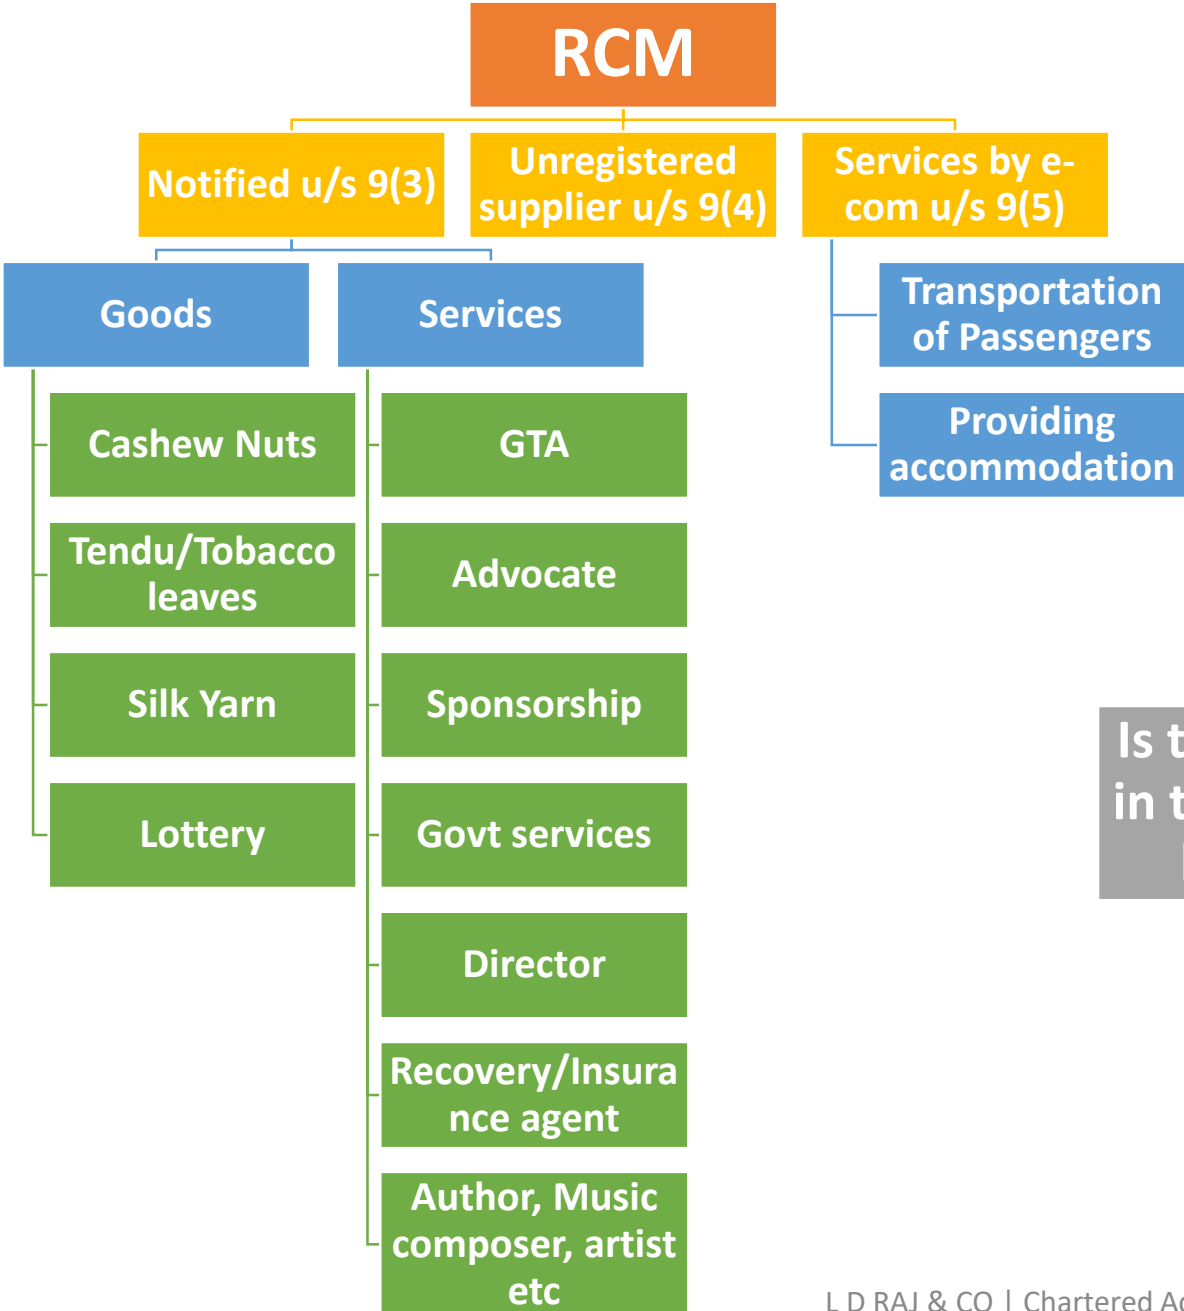 RCM
Notified u/s 9(3)
Unregistered
supplier u/s 9(4)
Services by e-
com u/s 9(5)
Goods
Services
Transportation
of Passengers
Providing
accommodation
Cashew Nuts
Tendu/Tobacco
leaves
Silk Yarn
Lottery
GTA
Advocate
Sponsorship
Govt services
Director
Recovery/Insura
nce agent
Author, Music
composer, artist
etc
Is
in
L D RAJ & CO | Chartered